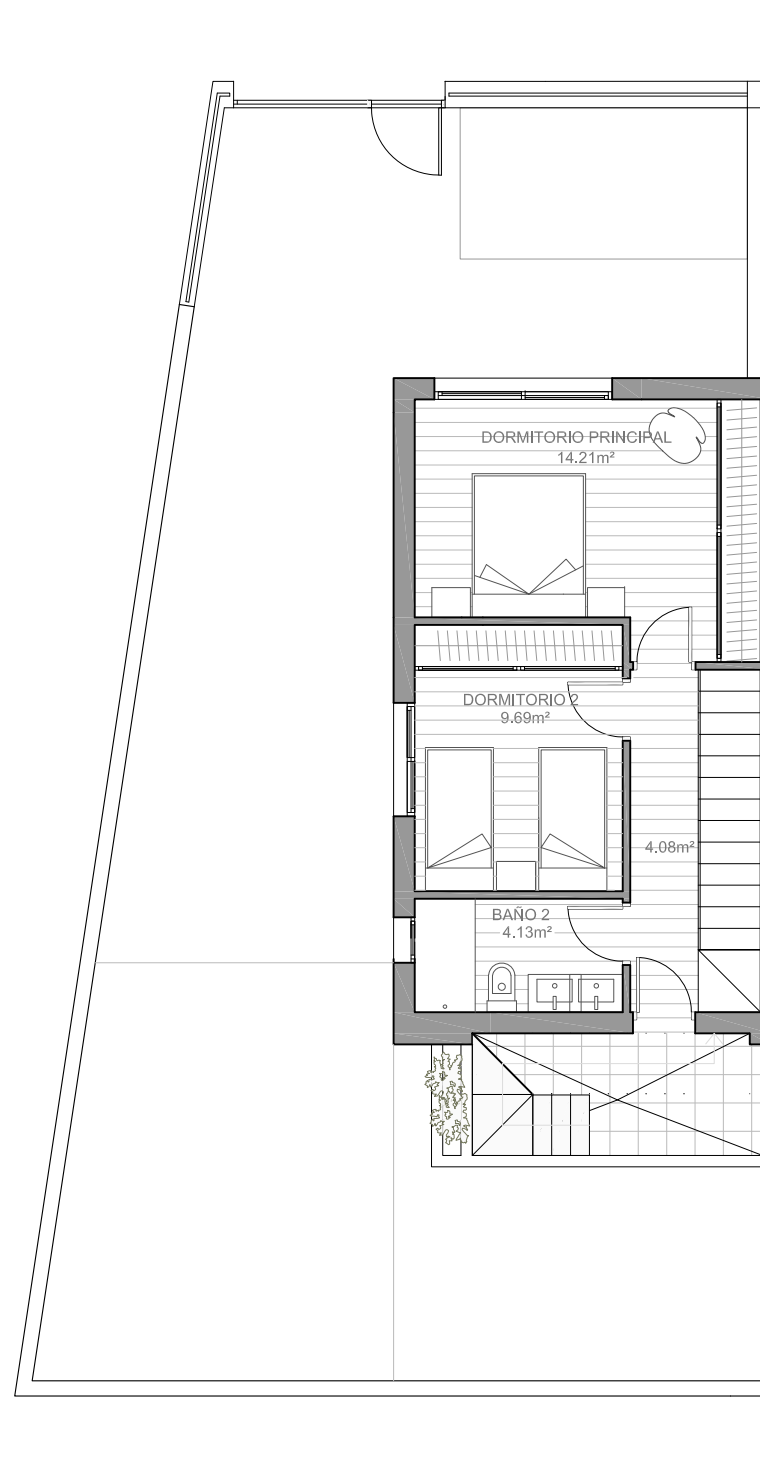 DORMITORIO PRINCIPAL
14.21m²
DORMITORIO 2
9.69m²
4.08m²
BAÑO 2
4.13m²